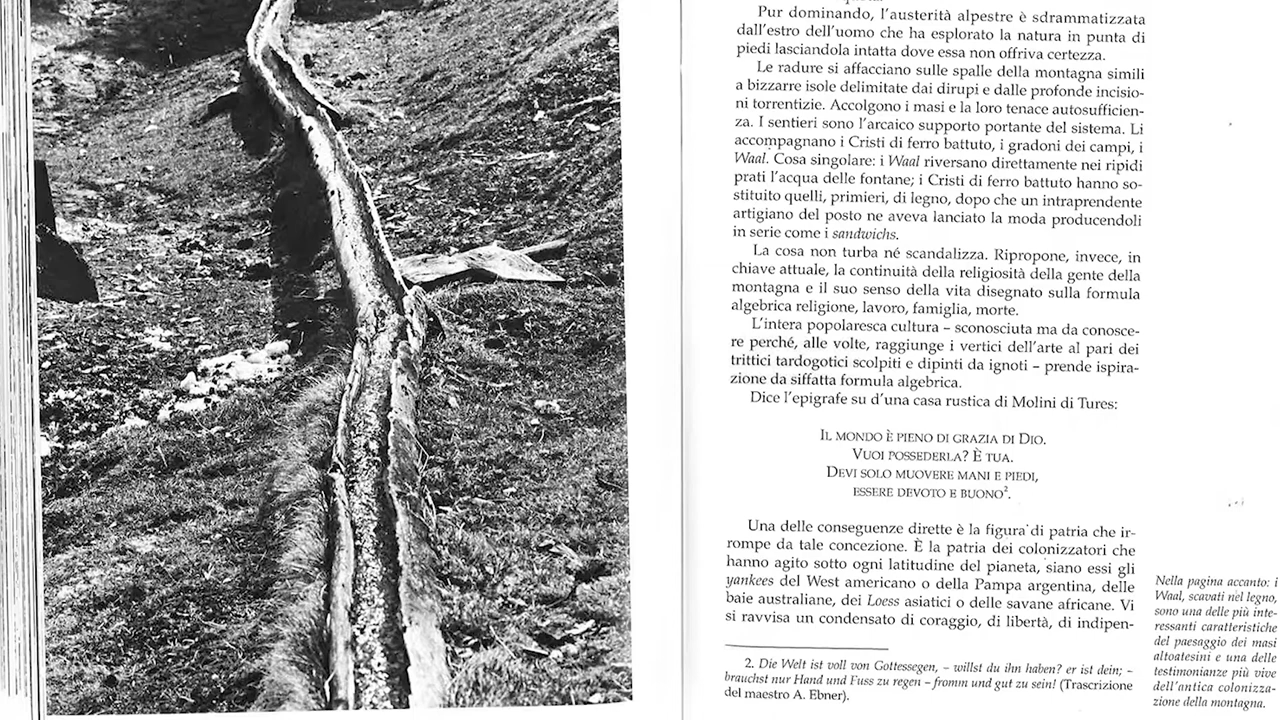 Pur dominando, l'austerità alpestre è sdrammatizzata
dall'estro dell'uomo che ha esplorato la natura in punta di
piedi lasciandola intatta dove essa non offriva certezza.
Le radure si affacciano sulle spalle della montagna simili
a bizzarre isole delimitate dai dirupi e dalle profonde incisio-
ni torrentizie. Accolgono i masi e la loro tenace autosufficien-
za. I sentieri sono l'arcaico supporto portante del sistema. Li
accompagnano i Cristi di ferro battuto, i gradoni dei campi, i
Waal. Cosa singolare: i Waal riversano direttamente nei ripidi
prati l'acqua delle fontane; i Cristi di ferro battuto hanno so-
stituito quelli, primieri, di legno, dopo che un intraprendente
artigiano del posto ne aveva lanciato la moda producendoli
in serie come i sandwichs.
La cosa non turba né scandalizza. Ripropone, invece, in
chiave attuale, la continuità della religiosità della gente della
montagna e il suo senso della vita disegnato sulla formula
algebrica religione, lavoro, famiglia, morte.
L'intera popolaresca cultura – sconosciuta ma da conosce-
re perché, alle volte, raggiunge i vertici dell'arte al pari dei
trittici tardogotici scolpiti e dipinti da ignoti – prende ispira-
zione da siffatta formula algebrica.
Dice l'epigrafe su d'una casa rustica di Molini di Tures:
IL MONDO È PIENO DI GRAZIA DI DIO.
VUOI POSSEDERLA? È TUA.
DEVI SOLO MUOVERE MANI E PIEDI,
ESSERE DEVOTO E BUONO².
Una delle conseguenze dirette è la figura di patria che ir-
rompe da tale concezione. È la patria dei colonizzatori che
hanno agito sotto ogni latitudine del pianeta, siano essi gli
yankees del West americano o della Pampa argentina, delle
baie australiane, dei Loess asiatici o delle savane africane. Vi
si ravvisa un condensato di coraggio, di libertà, di indipen-
2. Die Welt ist voll von Gottessegen, – willst du ihn haben? er ist dein; –
brauchst nur Hand und Fuss zu regen – fromm und gut zu sein! (Trascrizione
del maestro A. Ebner).
Nella pagina accanto: i
Waal, scavati nel legno,
sono una delle più inte-
ressanti caratteristiche
del paesaggio dei masi
altoatesini e una delle
testimonianze più vive
dell'antica colonizza-
zione della montagna.